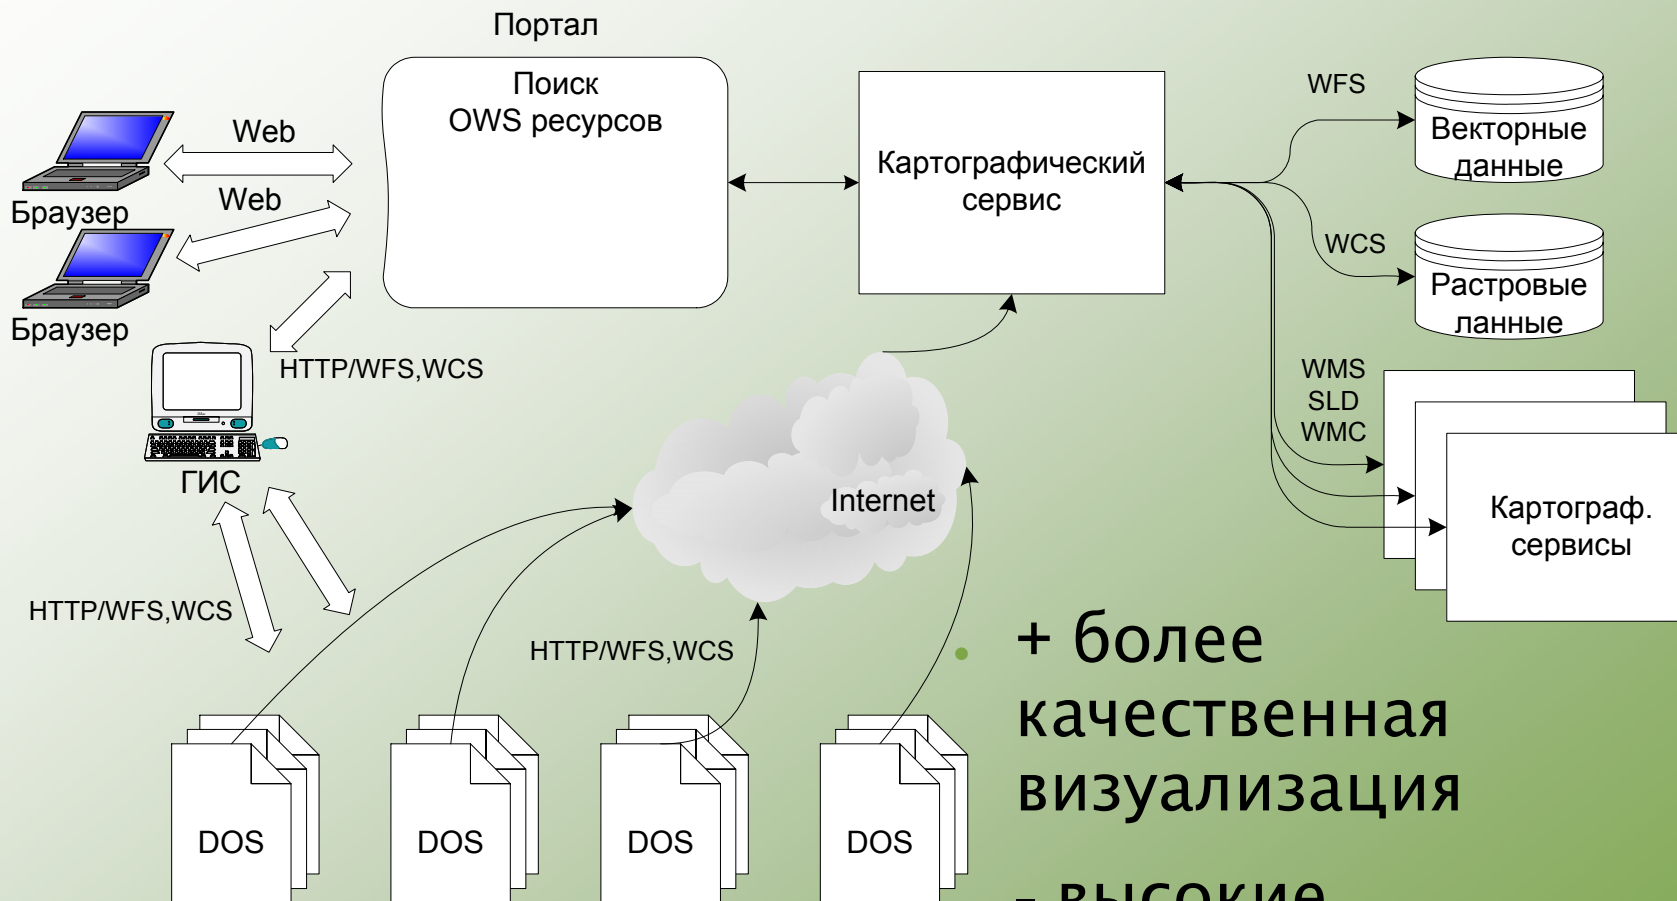 Портал
Поиск
OWS ресурсов
Web
Браузер
Web
Браузер
HTTP/WFS,WCS
ГИС
HTTP/WFS,WCS
Картографический
сервис
WFS
Векторные
данные
WCS
Растровые
ланные
WMS
SLD
WMC
Картограф.
сервисы
Internet
HTTP/WFS,WCS
DOS
DOS
DOS
DOS
+ более
качественная
визуализация
- высокие